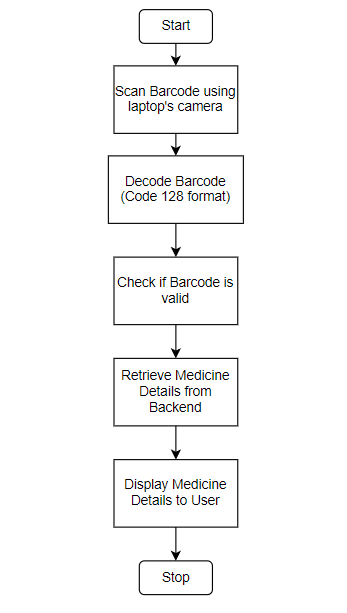 Start
Scan Barcode using
laptop's camera
Decode Barcode
(Code 128 format)
Check if Barcode is
valid
Retrieve Medicine
Details from
Backend
Display Medicine
Details to User
Stop